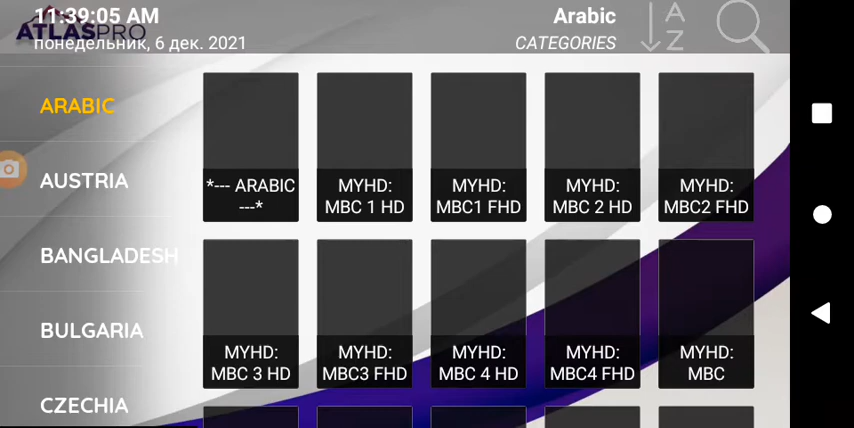 11:39:05 AM
ATLASPRO
понедельник, 6 дек. 2021
Arabic
CATEGORIES
A
Z
ARABIC
AUSTRIA
BANGLADESH
BULGARIA
CZECHIA
*--- ARABIC
---*
MYHD:
MBC 1 HD
MYHD:
MBC1 FHD
MYHD:
MBC 2 HD
MYHD:
MBC2 FHD
MYHD:
MBC 3 HD
MYHD:
MBC3 FHD
MYHD:
MBC 4 HD
MYHD:
MBC4 FHD
MYHD:
MBC